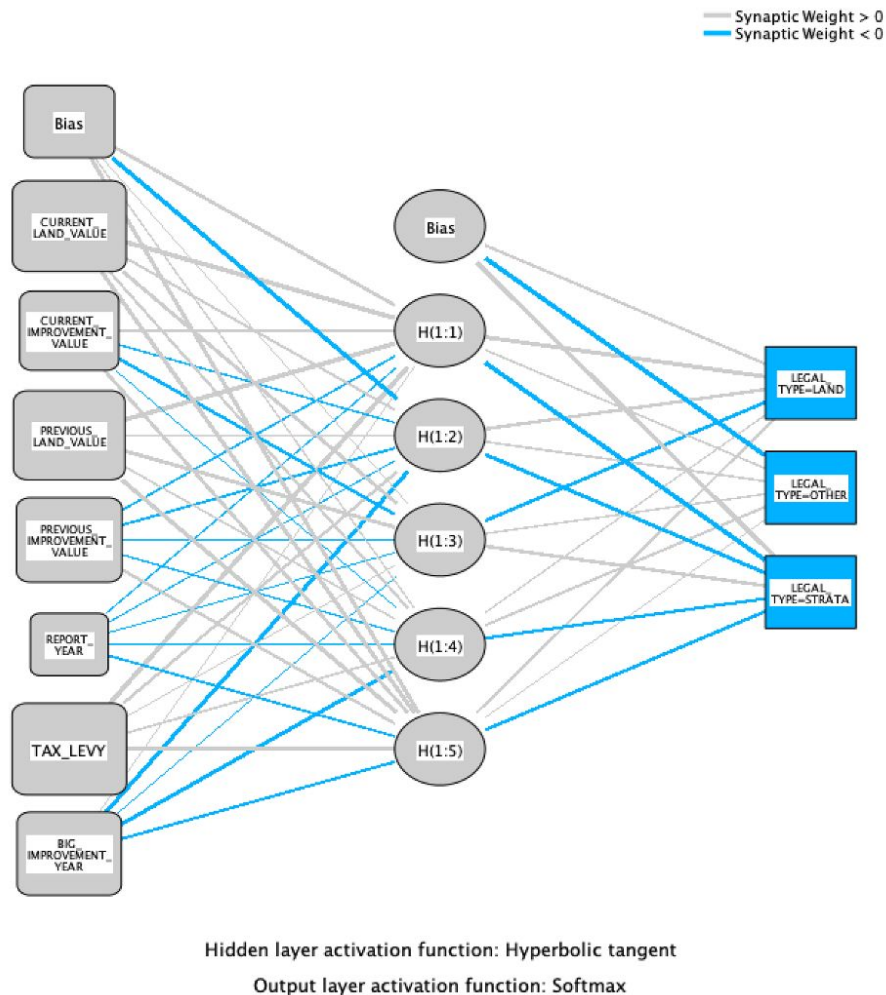 Synaptic Weight > 0
Synaptic Weight < 0
Bias
CURRENT_
LAND_VALUE
CURRENT_
IMPROVEMENT_
VALUE
PREVIOUS_
LAND_VALUE
PREVIOUS_
IMPROVEMENT_
VALUE
REPORT_
YEAR
TAX_LEVY
BIG_
IMPROVEMENT_
YEAR
Bias
H(1:1)
H(1:2)
H(1:3)
H(1:4)
H(1:5)
LEGAL_
TYPE=LAND
LEGAL_
TYPE=OTHER
LEGAL_
TYPE=STRATA
Hidden layer activation function: Hyperbolic tangent
Output layer activation function: Softmax